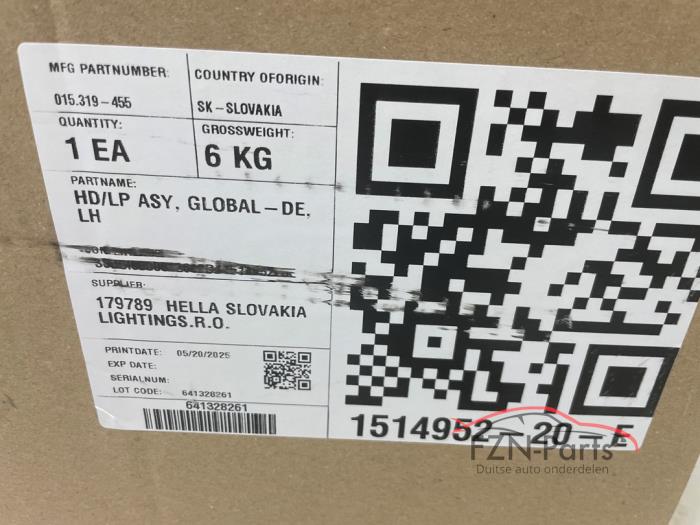 MFG PARTNUMBER:
015.319-455
COUNTRY OFORIGIN:
SK-SLOVAKIA
QUANTITY:
1 EA
GROSSWEIGHT:
6 KG
PARTNAME:
HD/LP ASY, GLOBAL-DE,
LH
SUPPLIER:
179789 HELLA SLOVAKIA
LIGHTINGS.R.O.
PRINTDATE: 05/20/2025
EXP DATE:
SERIALNUM:
LOT CODE: 641328261
641328261
1514952-20-E
FZN-Parts
Duitse auto onderdelen